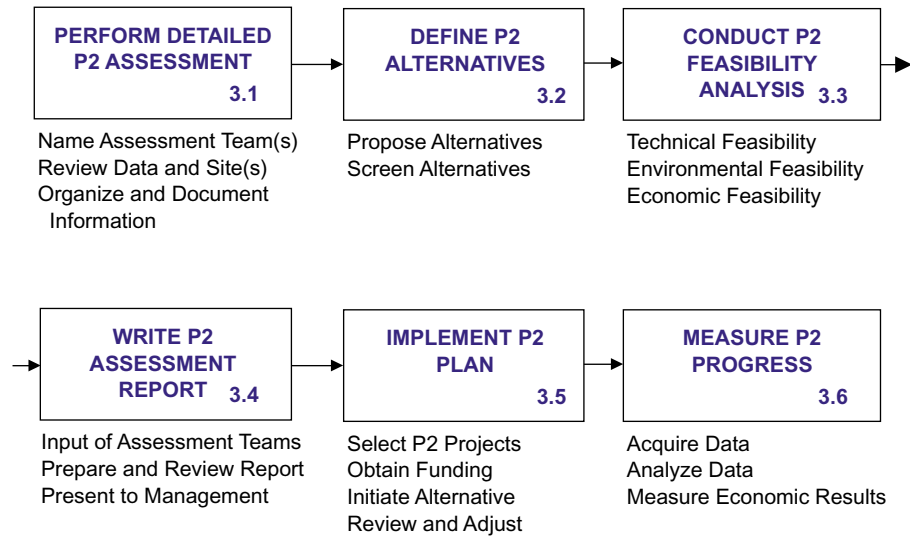 PERFORM DETAILED
P2 ASSESSMENT
3.1
Name Assessment Team(s)
Review Data and Site(s)
Organize and Document
Information
DEFINE P2
ALTERNATIVES
3.2
Propose Alternatives
Screen Alternatives
CONDUCT P2
FEASIBILITY
ANALYSIS 3.3
Technical Feasibility
Environmental Feasibility
Economic Feasibility
WRITE P2
ASSESSMENT
REPORT 3.4
Input of Assessment Teams
Prepare and Review Report
Present to Management
IMPLEMENT P2
PLAN
3.5
Select P2 Projects
Obtain Funding
Initiate Alternative
Review and Adjust
MEASURE P2
PROGRESS
3.6
Acquire Data
Analyze Data
Measure Economic Results